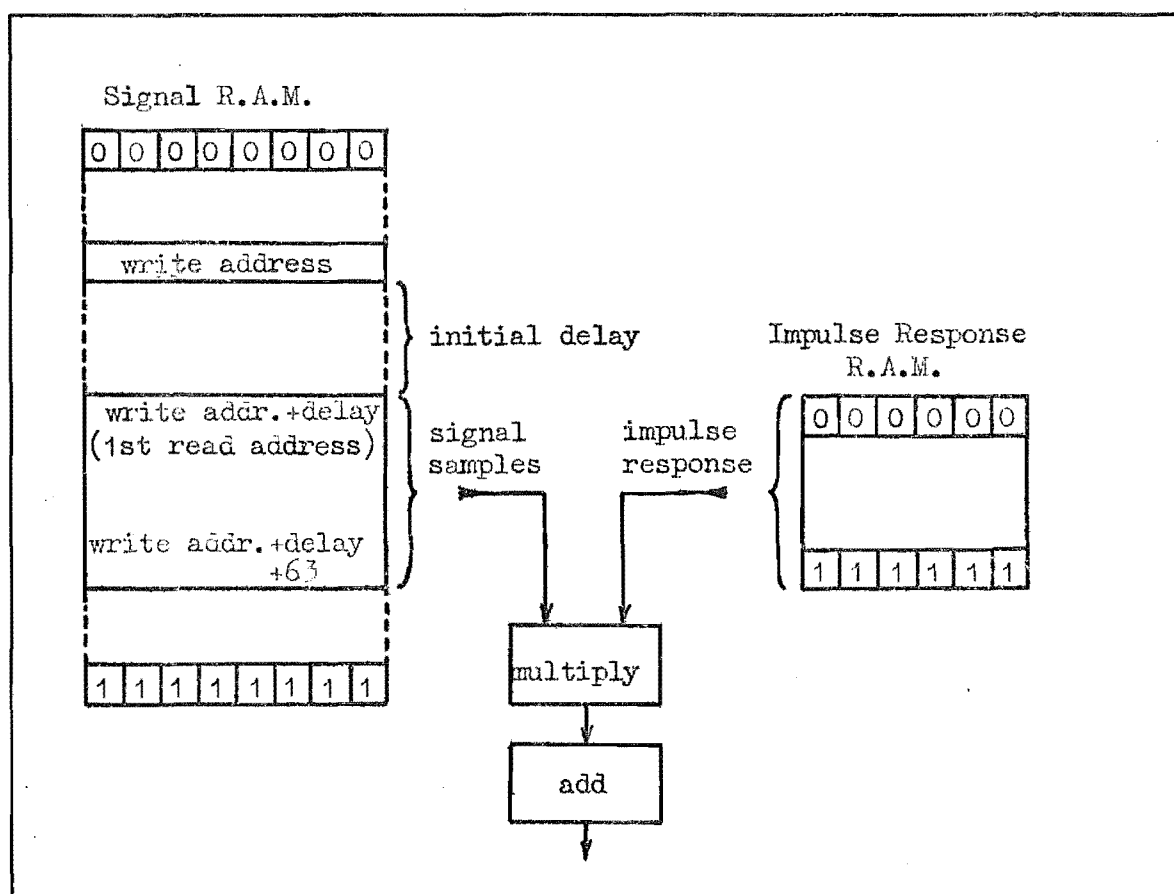 Signal R.A.M.
0 0 0 0 0 0 0 0
write address
initial delay
write addr.+delay
(1st read address)
write addr.+delay
+63
1 1 1 1 1 1 1 1
signal
samples
impulse
response
Impulse Response
R.A.M.
0 0 0 0 0 0
1 1 1 1 1 1
multiply
add